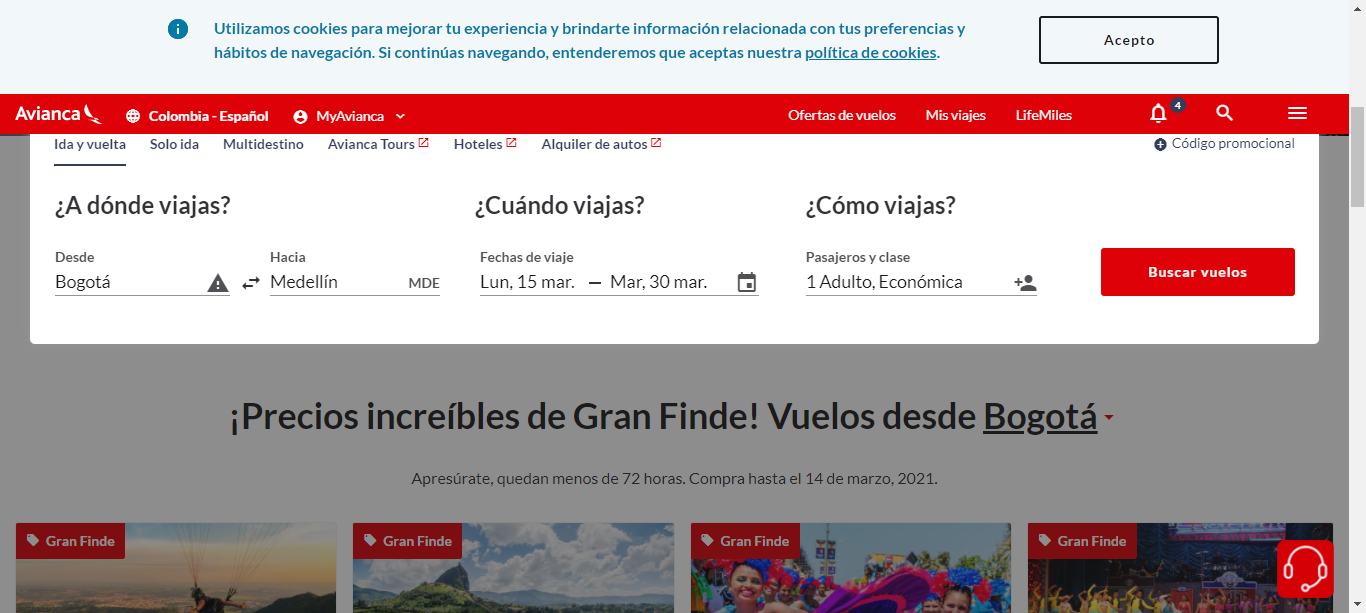 Utilizamos cookies para mejorar tu experiencia y brindarte información relacionada con tus preferencias y
hábitos de navegación. Si continúas navegando, entenderemos que aceptas nuestra política de cookies.
Acepto
Avianca
Colombia - Español
MyAvianca
Ofertas de vuelos
Mis viajes
LifeMiles
4
Ida y vuelta
Solo ida
Multidestino
Avianca Tours
Hoteles
Alquiler de autos
Código promocional
¿A dónde viajas?
¿Cuándo viajas?
¿Cómo viajas?
Desde
Hacia
Fechas de viaje
Pasajeros y clase
Bogotá
Medellín
MDE
Lun, 15 mar. — Mar, 30 mar.
1 Adulto, Económica
Buscar vuelos
¡Precios increíbles de Gran Finde! Vuelos desde Bogotá
Apresúrate, quedan menos de 72 horas. Compra hasta el 14 de marzo, 2021.
Gran Finde
Gran Finde
Gran Finde
Gran Finde